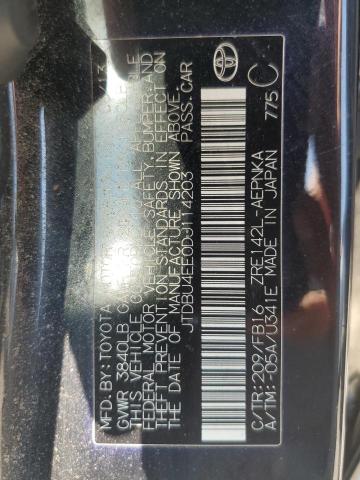 MFD. BY: TOYOTA
GVWR 3840LB
THIS VEHICLE
FEDERAL MOTOR VEHICLE SAFETY, BUMPER, AND
THEFT PREVENTION STANDARDS IN EFFECT ON
THE DATE OF MANUFACTURE SHOWN ABOVE.
JTDBU4EE0DJ114203 PASS. CAR
C/TR: 209/FB16 ZRE142L-AEPNKA
A/TM: -05A/U341E MADE IN JAPAN
775 C